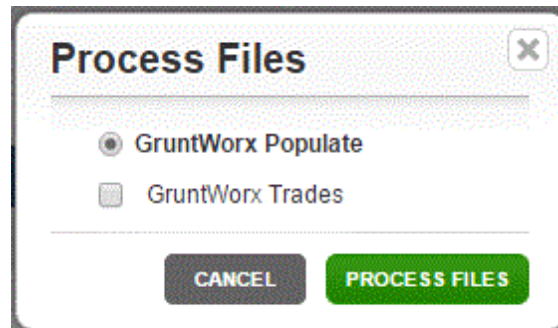 Process Files
GruntWorx Populate
GruntWorx Trades
CANCEL PROCESS FILES